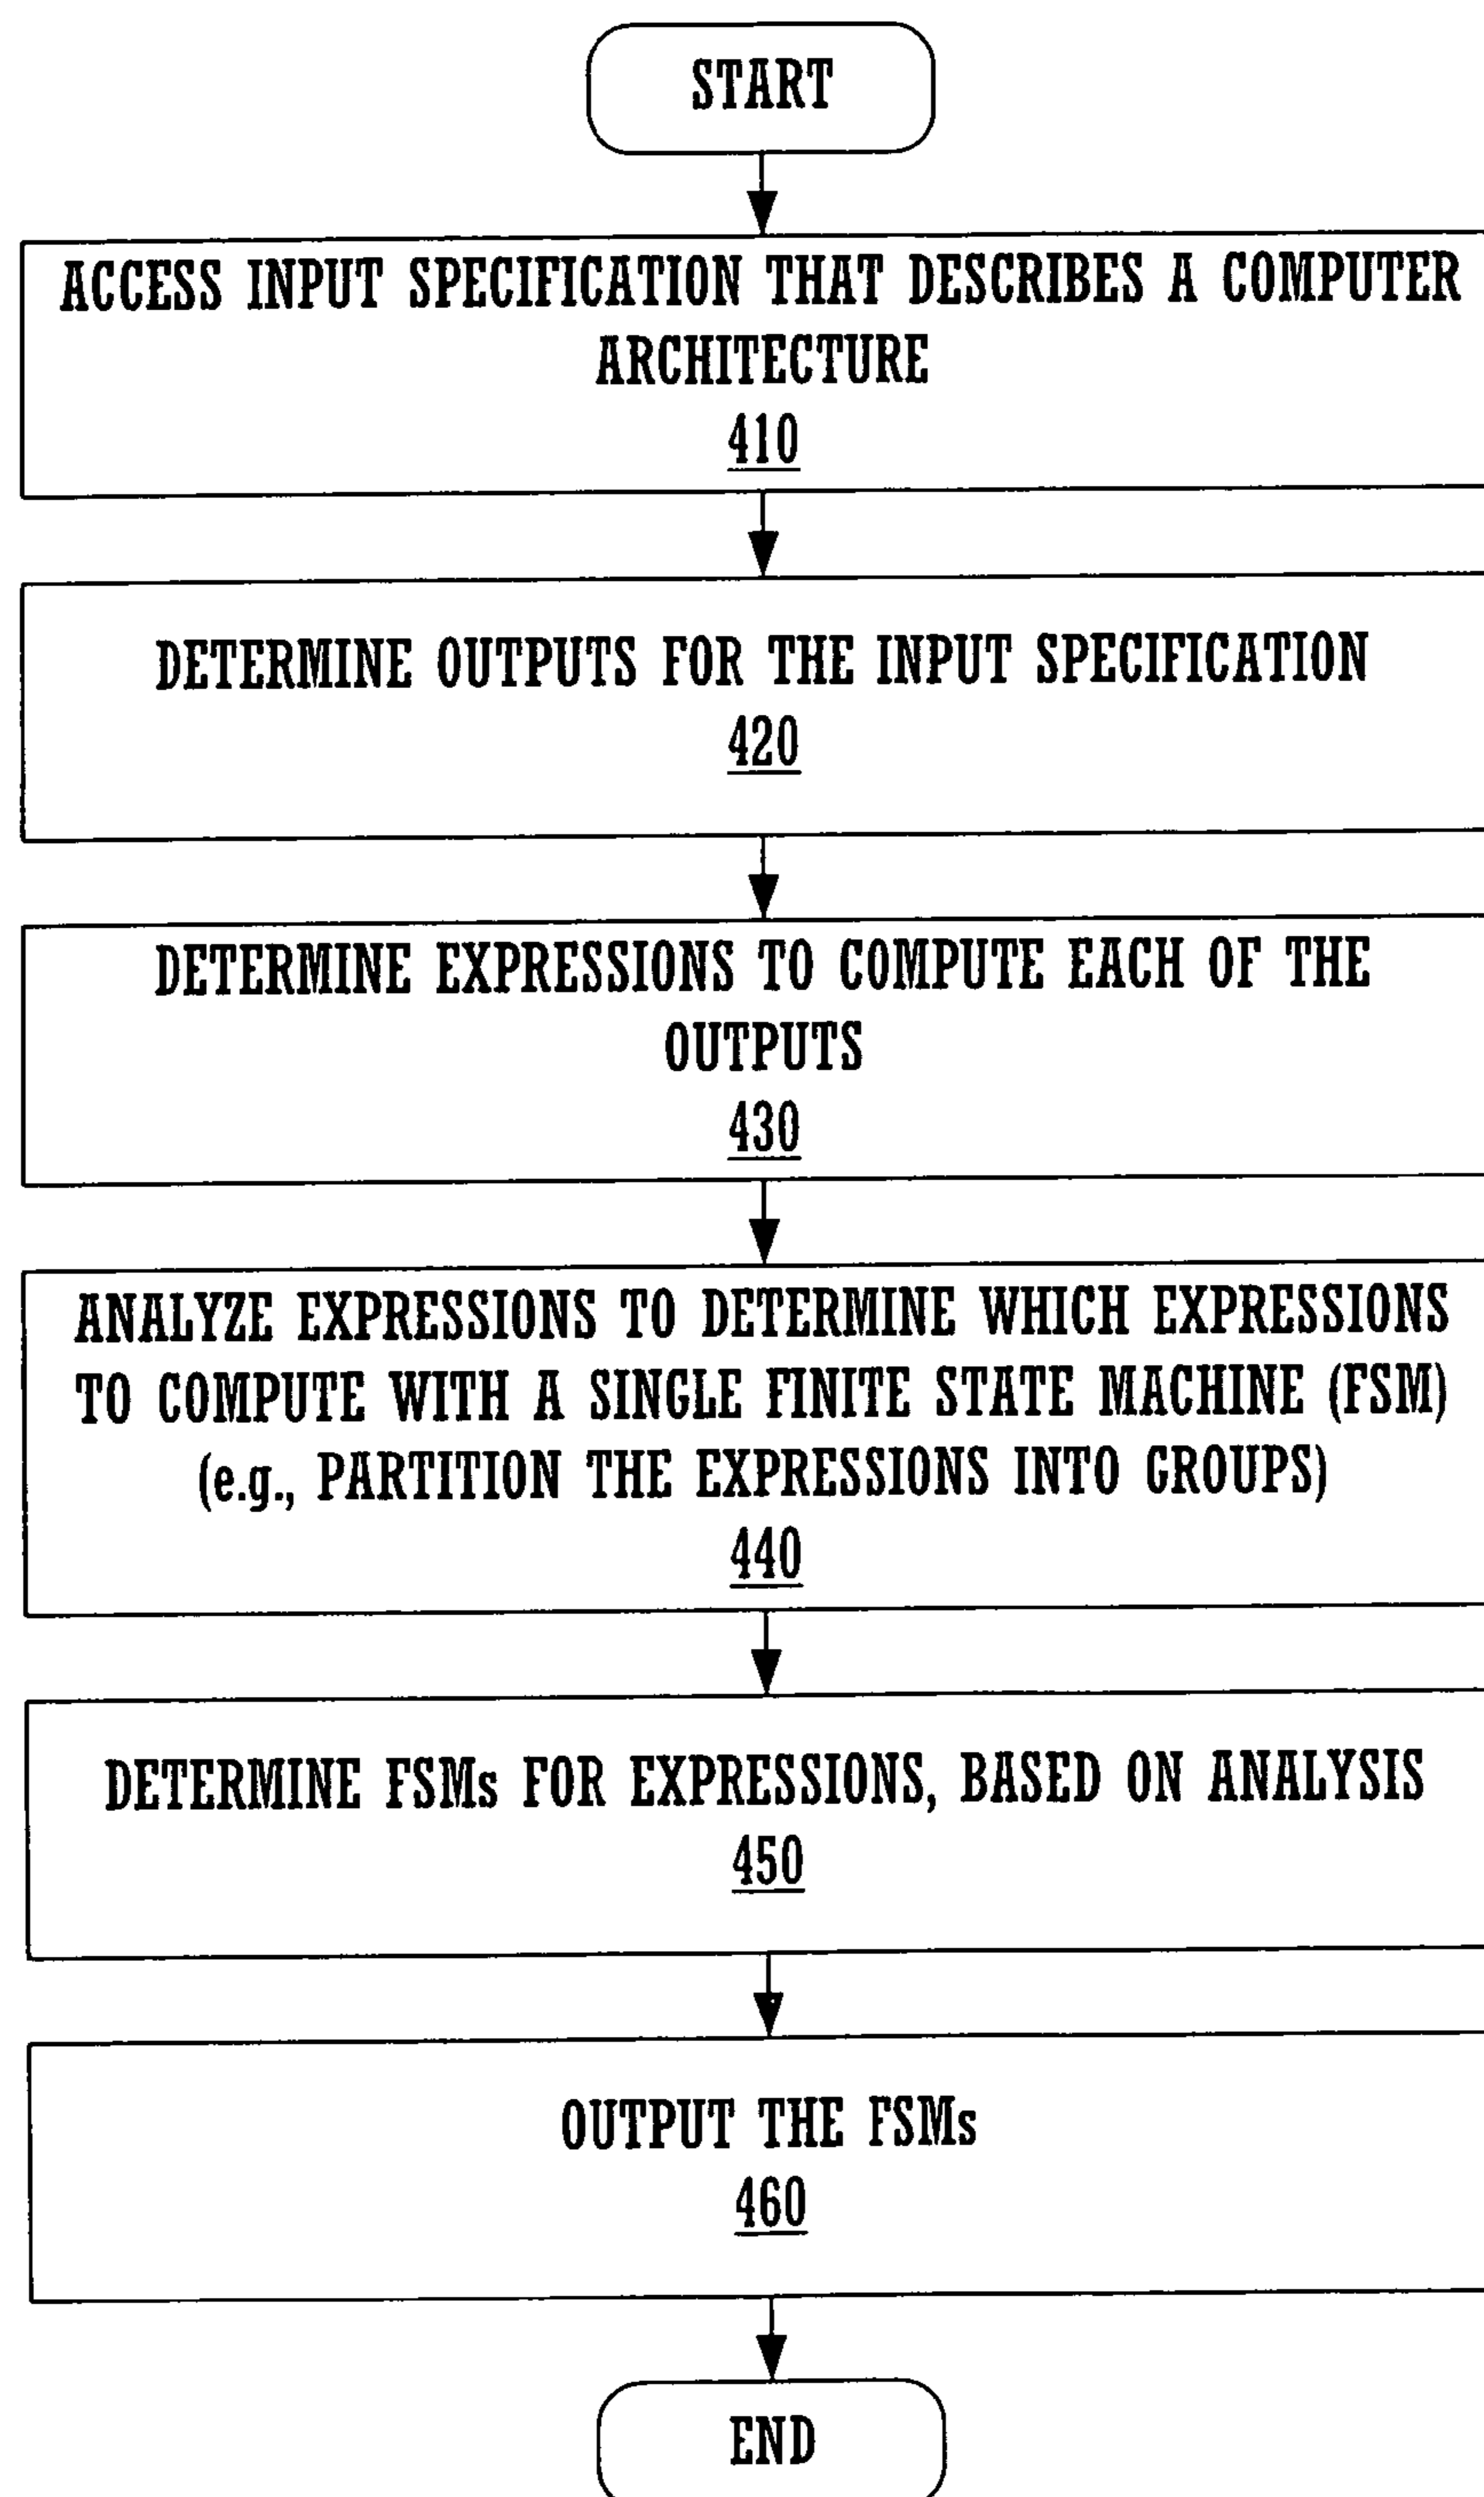 START
ACCESS INPUT SPECIFICATION THAT DESCRIBES A COMPUTER
ARCHITECTURE
410
DETERMINE OUTPUTS FOR THE INPUT SPECIFICATION
420
DETERMINE EXPRESSIONS TO COMPUTE EACH OF THE
OUTPUTS
430
ANALYZE EXPRESSIONS TO DETERMINE WHICH EXPRESSIONS
TO COMPUTE WITH A SINGLE FINITE STATE MACHINE (FSM)
(e.g., PARTITION THE EXPRESSIONS INTO GROUPS)
440
DETERMINE FSMs FOR EXPRESSIONS, BASED ON ANALYSIS
450
OUTPUT THE FSMs
460
END